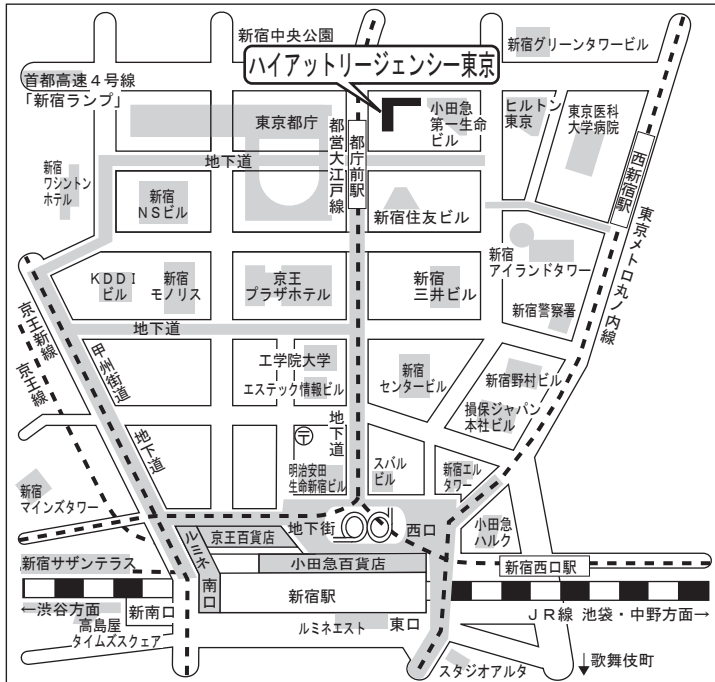 新宿中央公園
新宿グリーンタワービル
ハイアットリージェンシー東京
首都高速4号線
「新宿ランプ」
東京都庁
都営大江戸線
都庁前駅
小田急
第一生命
ビル
ヒルトン
東京
東京医科
大学病院
西新宿駅
地下道
新宿
ワシントン
ホテル
新宿
NSビル
新宿住友ビル
東京メトロ丸ノ内線
新宿
アイランドタワー
KDDI
ビル
新宿
モノリス
京王
プラザホテル
新宿
三井ビル
新宿警察署
京王新線
京王線
甲州街道
地下道
地下道
工学院大学
エステック情報ビル
地下道
新宿
センタービル
新宿野村ビル
損保ジャパン
本社ビル
〒
明治安田
生命新宿ビル
スバル
ビル
新宿エル
タワー
新宿
マインズタワー
地下街
西口
小田急
ハルク
ルミネ
京王百貨店
小田急百貨店
新宿西口駅
新宿サザンテラス
南口
新宿駅
←渋谷方面
新南口
JR線 池袋・中野方面→
高島屋
タイムズスクェア
ルミネエスト
東口
スタジオアルタ
↓歌舞伎町